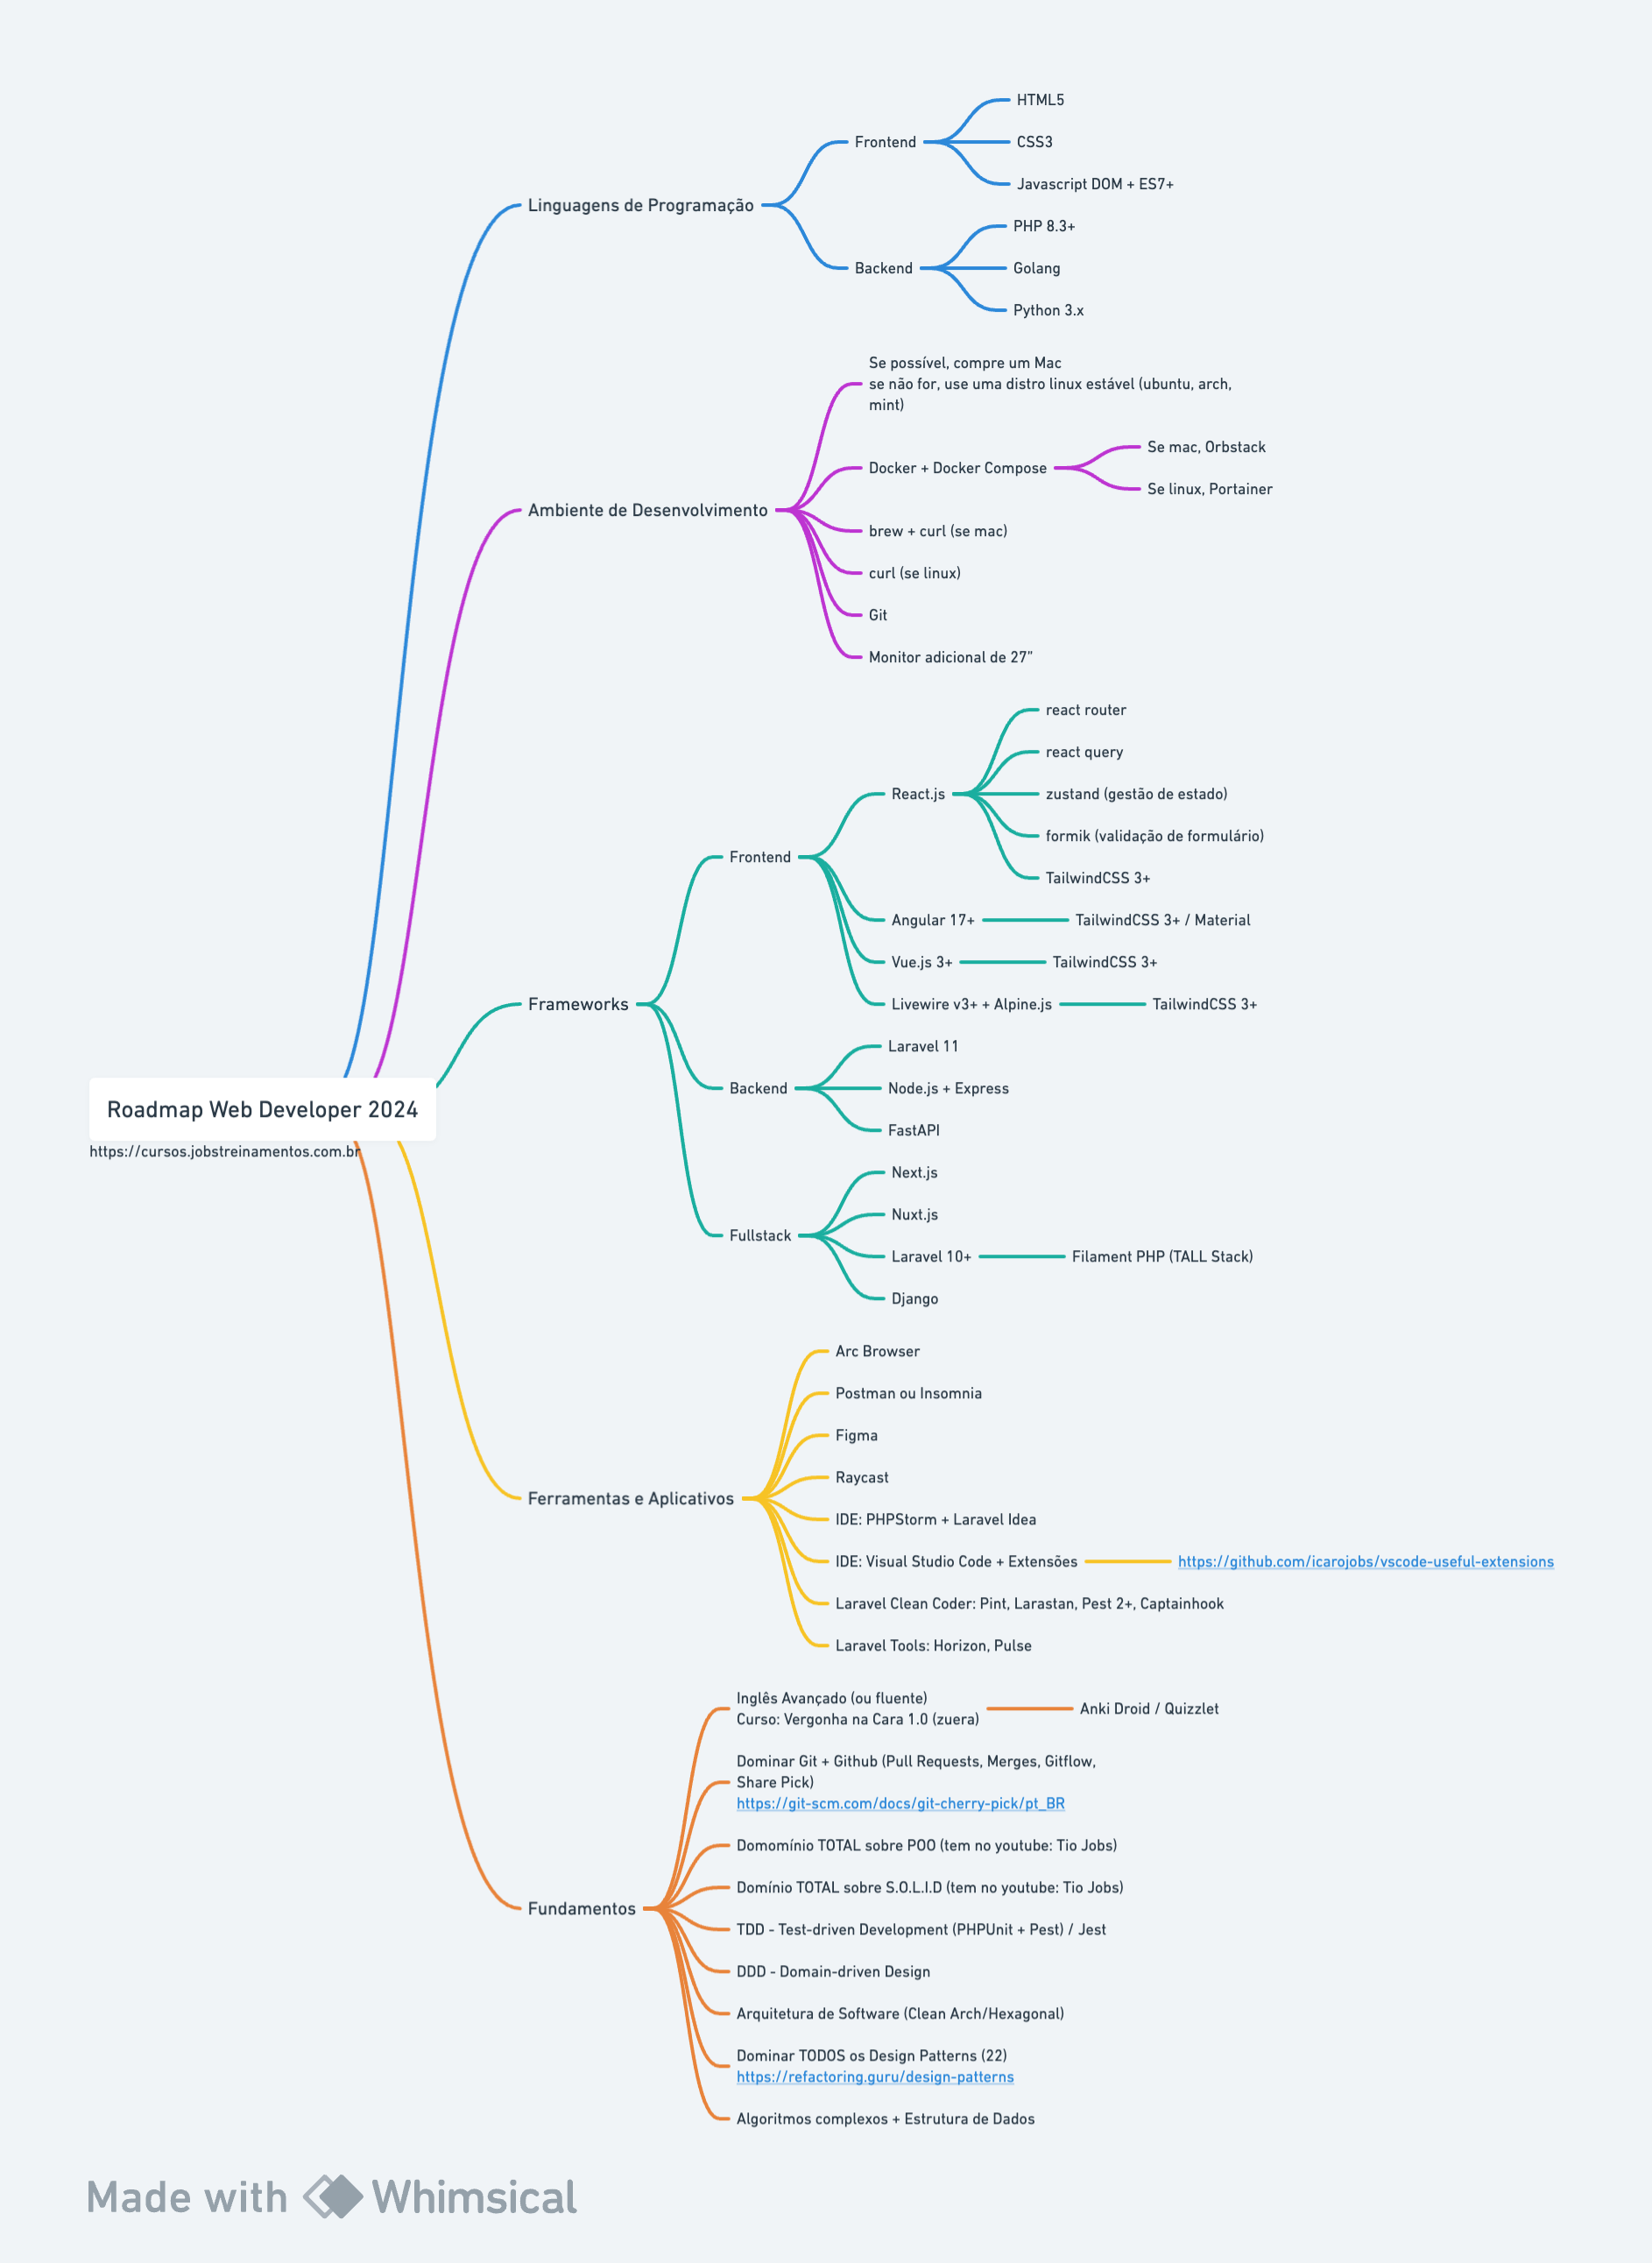 Roadmap Web Developer 2024
https://cursos.jobstreinamentos.com.br
Linguagens de Programação
Frontend
HTML5
CSS3
Javascript DOM + ES7+
Backend
PHP 8.3+
Golang
Python 3.x
Ambiente de Desenvolvimento
Se possível, compre um Mac
se não for, use uma distro linux estável (ubuntu, arch,
mint)
Docker + Docker Compose
Se mac, Orbstack
Se linux, Portainer
brew + curl (se mac)
curl (se linux)
Git
Monitor adicional de 27”
Frameworks
Frontend
React.js
react router
react query
zustand (gestão de estado)
formik (validação de formulário)
TailwindCSS 3+
Angular 17+
TailwindCSS 3+ / Material
Vue.js 3+
TailwindCSS 3+
Livewire v3+ + Alpine.js
TailwindCSS 3+
Backend
Laravel 11
Node.js + Express
FastAPI
Fullstack
Next.js
Nuxt.js
Laravel 10+
Filament PHP (TALL Stack)
Django
Ferramentas e Aplicativos
Arc Browser
Postman ou Insomnia
Figma
Raycast
IDE: PHPStorm + Laravel Idea
IDE: Visual Studio Code + Extensões
https://github.com/icarojobs/vscode-useful-extensions
Laravel Clean Coder: Pint, Larastan, Pest 2+, Captainhook
Laravel Tools: Horizon, Pulse
Fundamentos
Inglês Avançado (ou fluente)
Curso: Vergonha na Cara 1.0 (zuera)
Anki Droid / Quizzlet
Dominar Git + Github (Pull Requests, Merges, Gitflow,
Share Pick)
https://git-scm.com/docs/git-cherry-pick/pt_BR
Domomínio TOTAL sobre POO (tem no youtube: Tio Jobs)
Domínio TOTAL sobre S.O.L.I.D (tem no youtube: Tio Jobs)
TDD - Test-driven Development (PHPUnit + Pest) / Jest
DDD - Domain-driven Design
Arquitetura de Software (Clean Arch/Hexagonal)
Dominar TODOS os Design Patterns (22)
https://refactoring.guru/design-patterns
Algoritmos complexos + Estrutura de Dados
Made with Whimsical